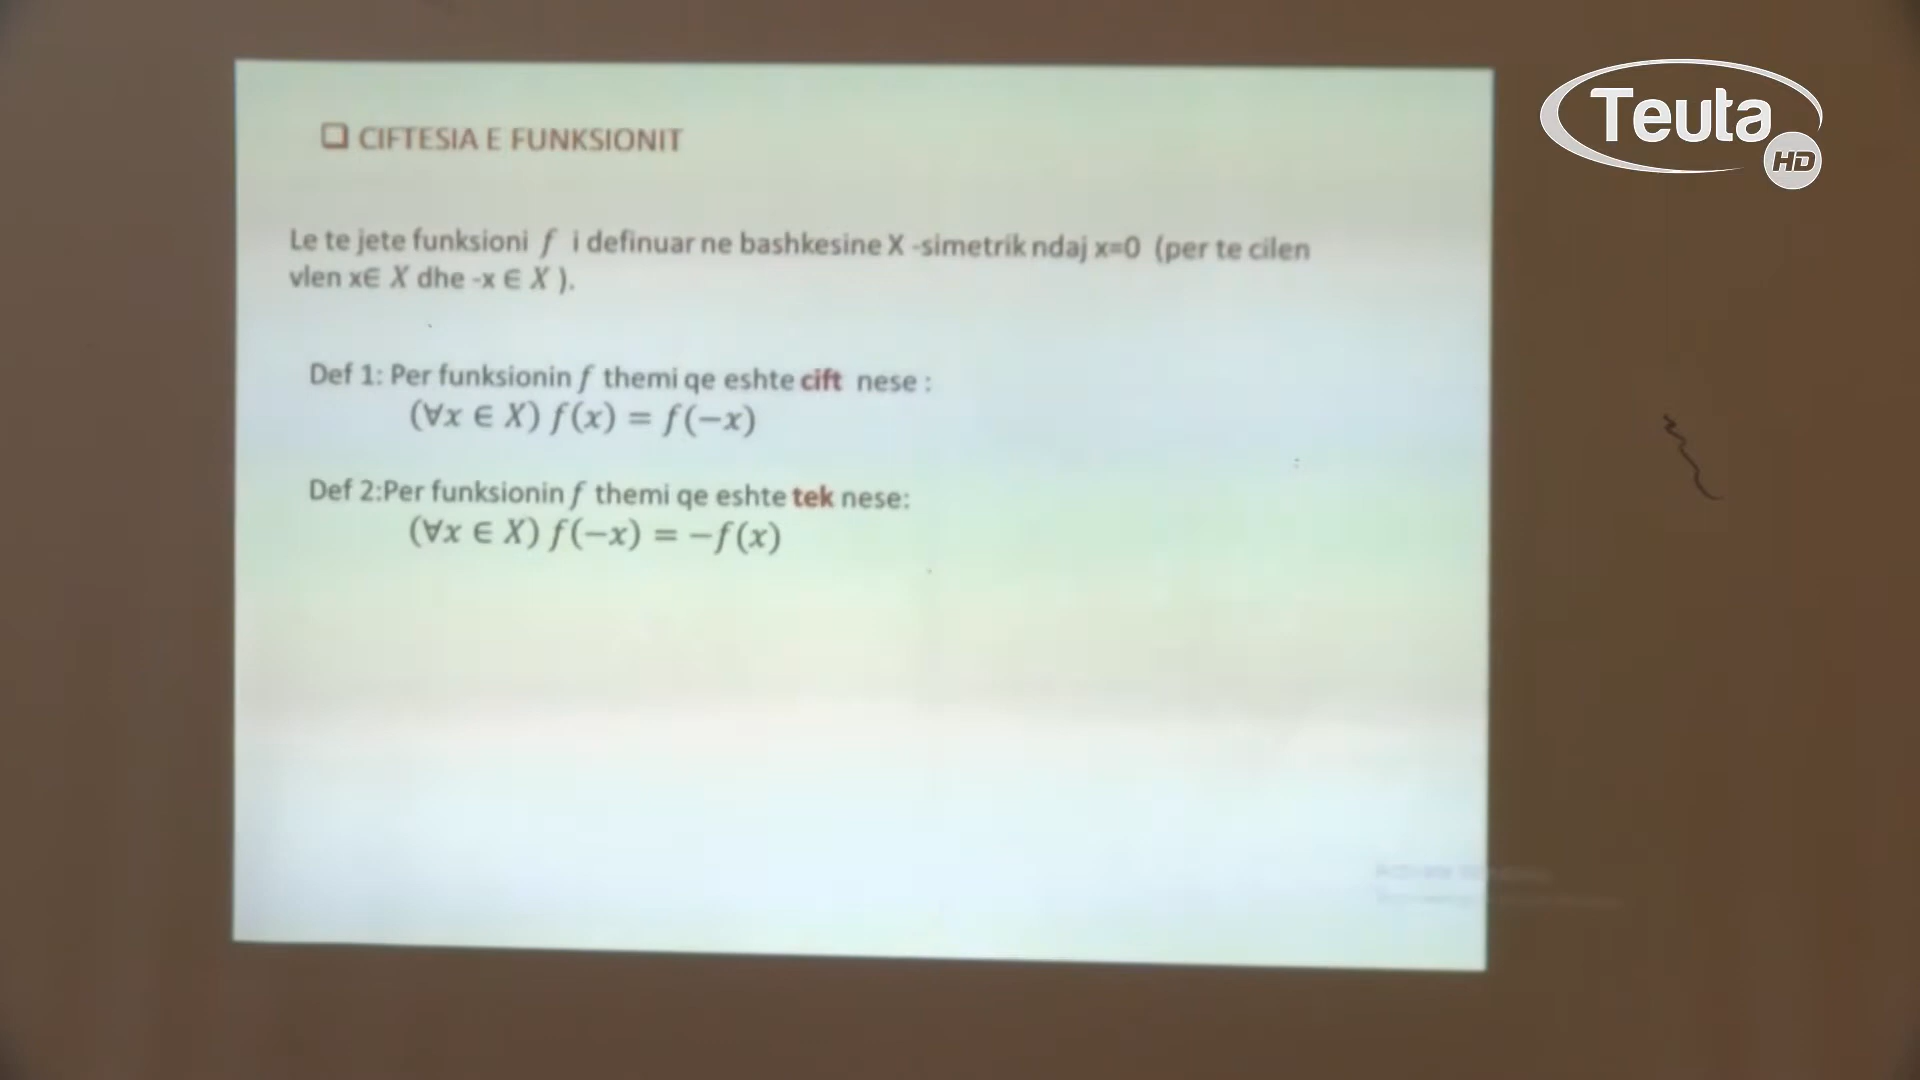 Teuta
HD
CIFTESIA E FUNKSIONIT
Le te jete funksioni f i definuar ne bashkesine X -simetrik ndaj x=0 (per te cilen
vlen x∈ X dhe -x ∈ X ).
Def 1: Per funksionin f themi qe eshte cift nese :
(∀x ∈ X) f(x) = f(−x)
Def 2:Per funksionin f themi qe eshte tek nese:
(∀x ∈ X) f(−x) = −f(x)